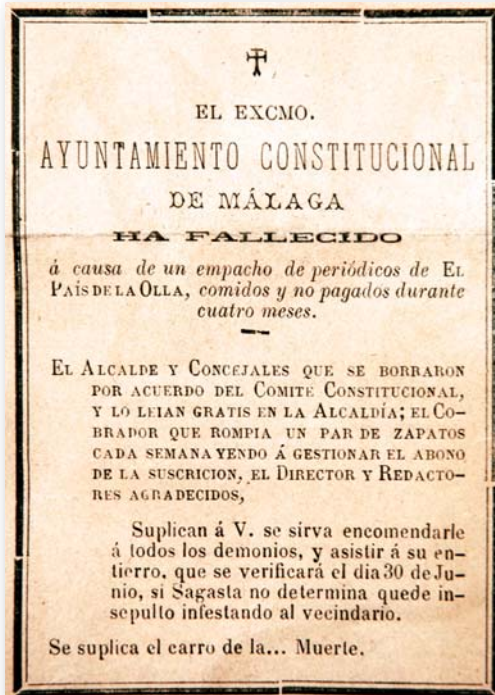 EL EXCMO.
AYUNTAMIENTO CONSTITUCIONAL
DE MÁLAGA
HA FALLECIDO
á causa de un empacho de periódicos de EL
PAÍS DE LA OLLA, comidos y no pagados durante
cuatro meses.
EL ALCALDE Y CONCEJALES QUE SE BORRARON
POR ACUERDO DEL COMITE CONSTITUCIONAL,
Y LO LEIAN GRATIS EN LA ALCALDÍA; EL CO-
BRADOR QUE ROMPIA UN PAR DE ZAPATOS
CADA SEMANA YENDO Á GESTIONAR EL ABONO
DE LA SUSCRICION, EL DIRECTOR Y REDACTO-
RES AGRADECIDOS,
Suplican á V. se sirva encomendarle
á todos los demonios, y asistir á su en-
tierro, que se verificará el dia 30 de Ju-
nio, si Sagasta no determina quede in-
sepulto infestando al vecindario.
Se suplica el carro de la... Muerte.